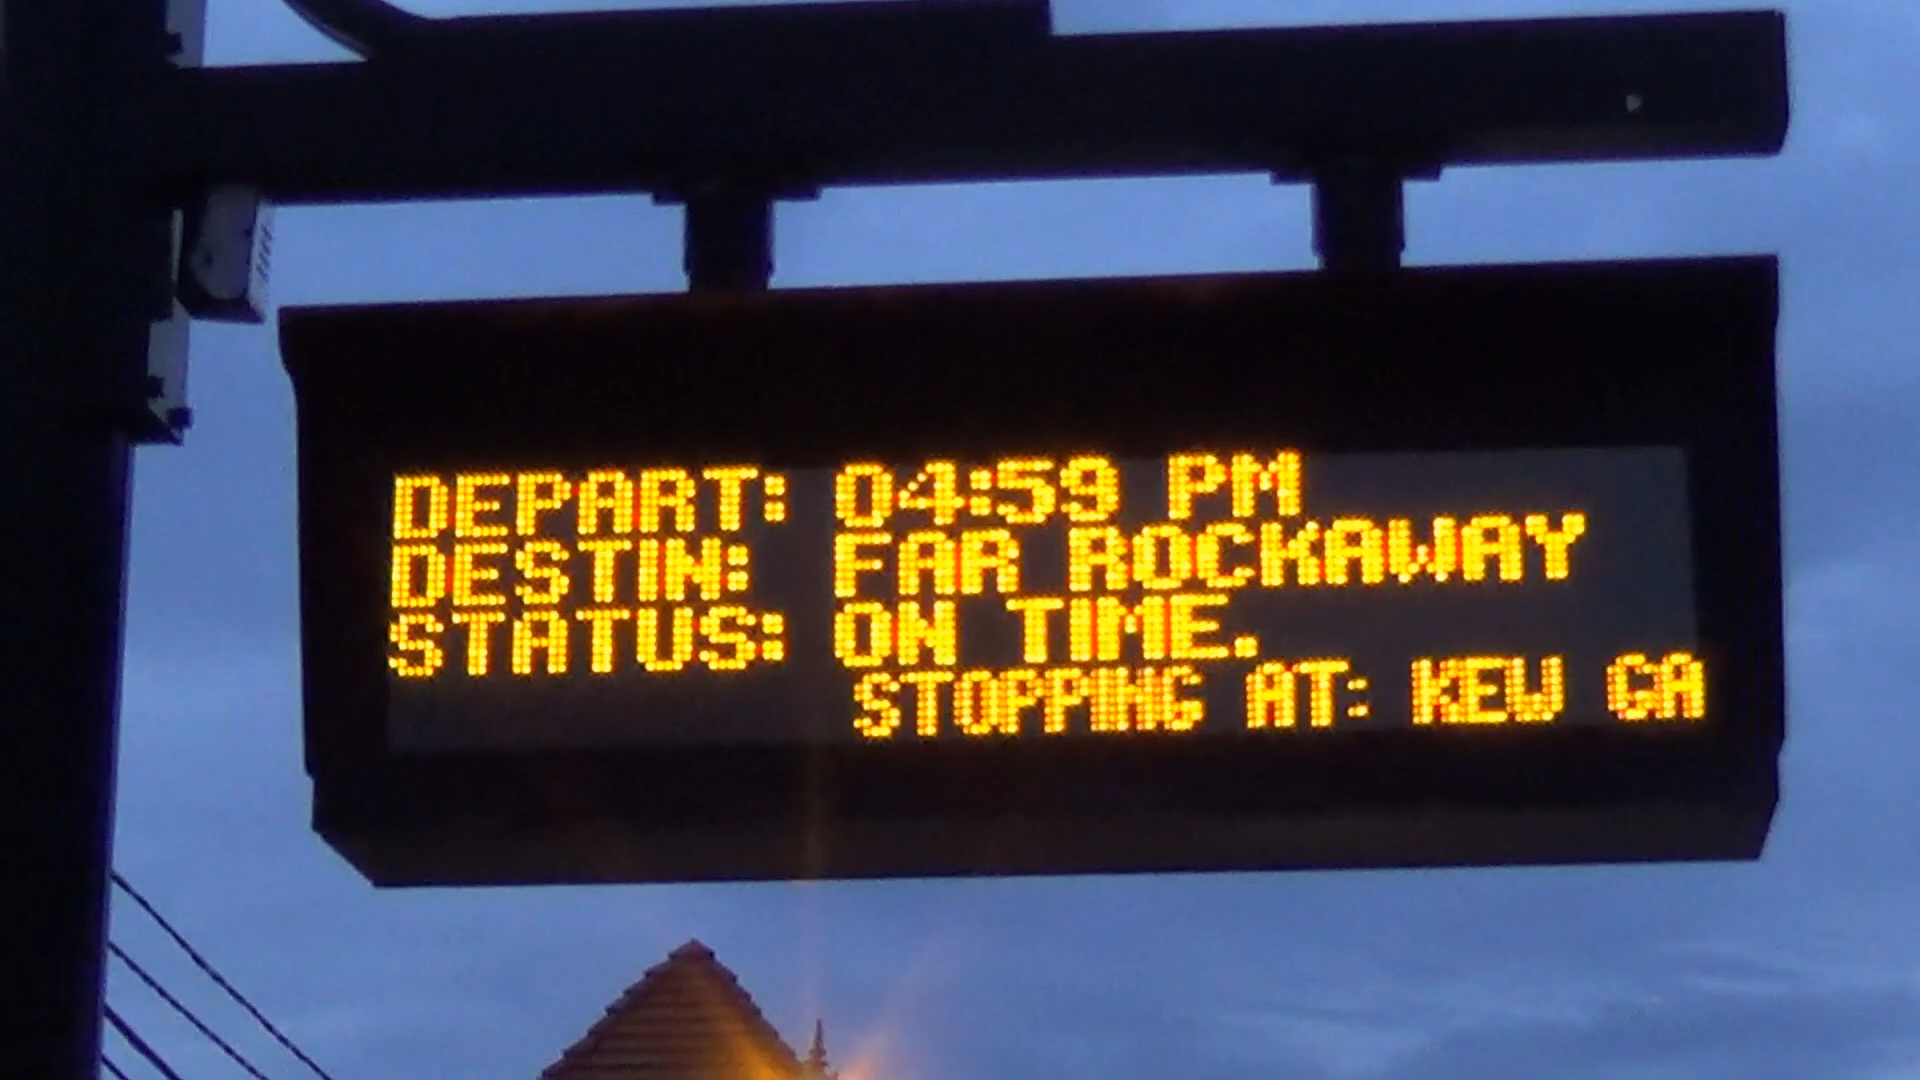 DEPART: 04:59 PM
DESTIN: FAR ROCKAWAY
STATUS: ON TIME.
STOPPING AT: KEW GA